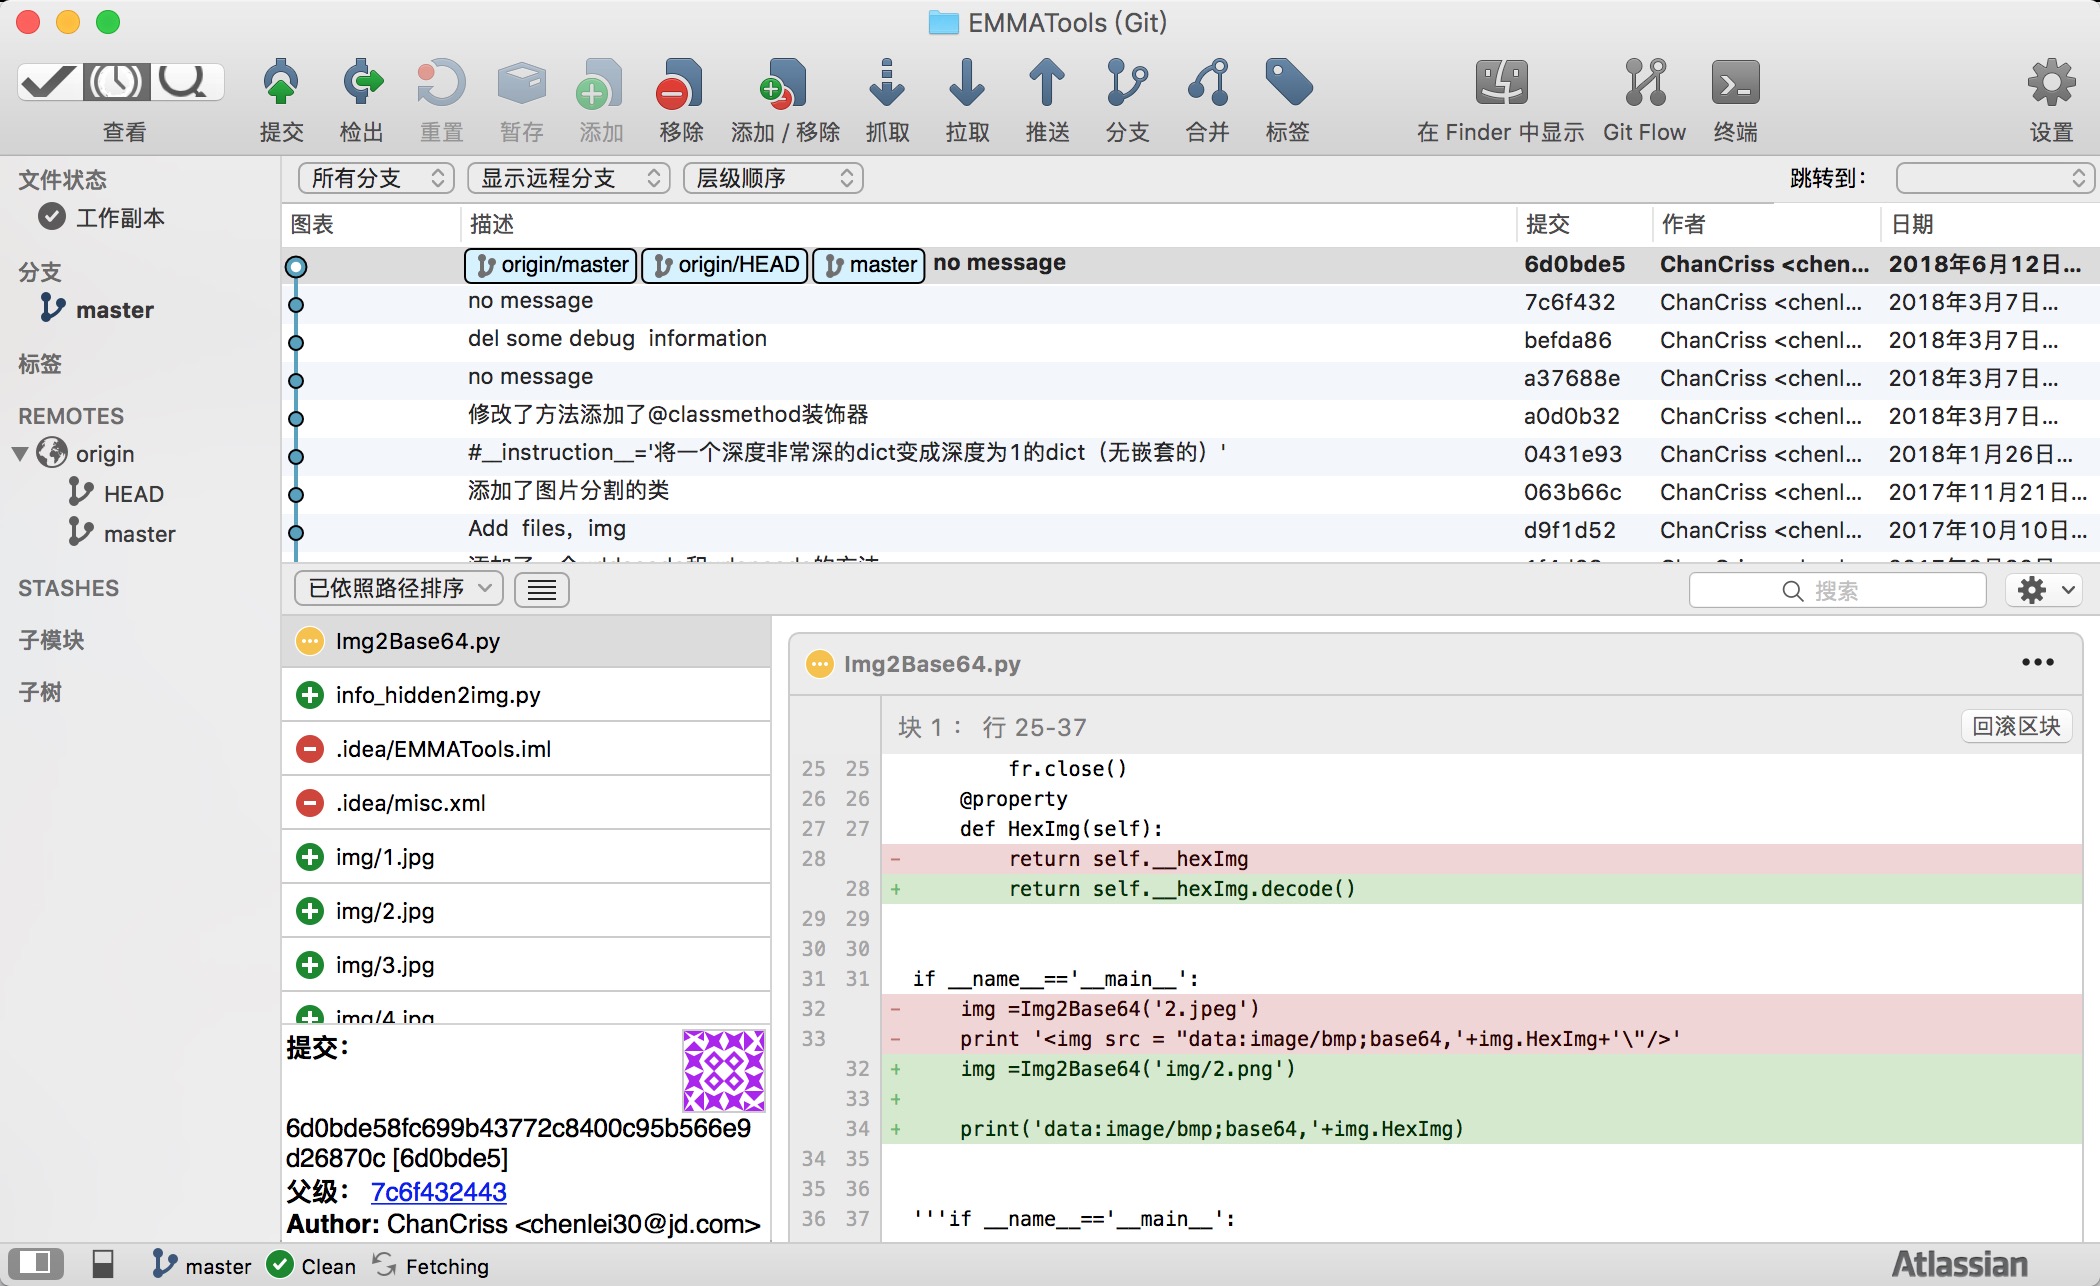 EMMATools (Git)
查看 提交 检出 重置 暂存 添加 移除 添加 / 移除 抓取 拉取 推送 分支 合并 标签 在 Finder 中显示 Git Flow 终端 设置
文件状态
工作副本
分支
master
标签
REMOTES
origin
HEAD
master
STASHES
子模块
子树
所有分支 显示远程分支 层级顺序 跳转到：
图表 描述 提交 作者 日期
origin/master origin/HEAD master no message 6d0bde5 ChanCriss <chen... 2018年6月12日...
no message 7c6f432 ChanCriss <chenl... 2018年3月7日...
del some debug  information befda86 ChanCriss <chenl... 2018年3月7日...
no message a37688e ChanCriss <chenl... 2018年3月7日...
修改了方法添加了@classmethod装饰器 a0d0b32 ChanCriss <chenl... 2018年3月7日...
#__instruction__='将一个深度非常深的dict变成深度为1的dict（无嵌套的）' 0431e93 ChanCriss <chenl... 2018年1月26日...
添加了图片分割的类 063b66c ChanCriss <chenl... 2017年11月21日...
Add  files，img d9f1d52 ChanCriss <chenl... 2017年10月10日...
已依照路径排序 搜索
Img2Base64.py
info_hidden2img.py
.idea/EMMATools.iml
.idea/misc.xml
img/1.jpg
img/2.jpg
img/3.jpg
img/4.jpg
提交：
6d0bde58fc699b43772c8400c95b566e9
d26870c [6d0bde5]
父级： 7c6f432443
Author: ChanCriss <chenlei30@jd.com>
Img2Base64.py •••
块 1： 行 25-37 回滚区块
25 25         fr.close()
26 26     @property
27 27     def HexImg(self):
28 -         return self.__hexImg
28 +         return self.__hexImg.decode()
29 29
30 30
31 31 if __name__=='__main__':
32 -     img =Img2Base64('2.jpeg')
33 -     print '<img src = "data:image/bmp;base64,'+img.HexImg+'\"/>'
32 +     img =Img2Base64('img/2.png')
33 +
34 +     print('data:image/bmp;base64,'+img.HexImg)
34 35
35 36
36 37 '''if __name__=='__main__':
master Clean Fetching Atlassian